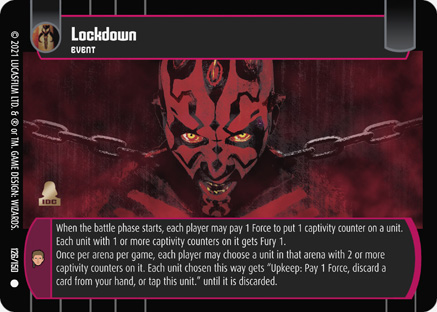 Lockdown
EVENT
When the battle phase starts, each player may pay 1 Force to put 1 captivity counter on a unit.
Each unit with 1 or more captivity counters on it gets Fury 1.
Once per arena per game, each player may choose a unit in that arena with 2 or more
captivity counters on it. Each unit chosen this way gets “Upkeep: Pay 1 Force, discard a
card from your hand, or tap this unit.” until it is discarded.
IOC
© 2021 LUCASFILM LTD. & ® or TM. GAME DESIGN: WIZARDS.